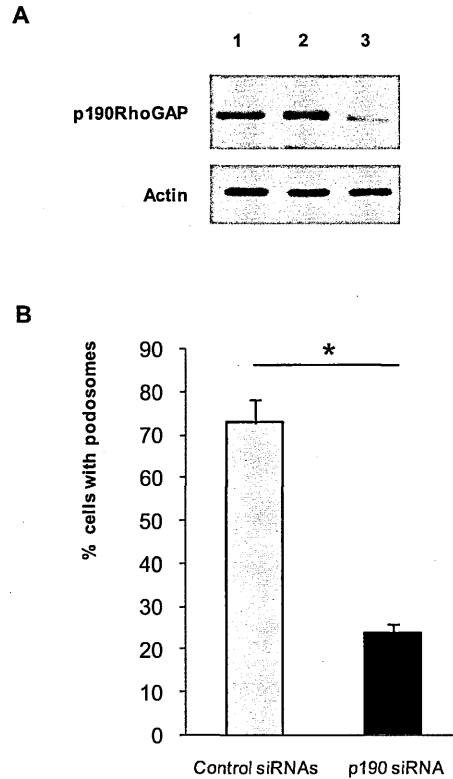 A
1 2 3
p190RhoGAP
Actin
B
% cells with podosomes
90
80
70
60
50
40
30
20
10
0
*
Control siRNAs p190 siRNA